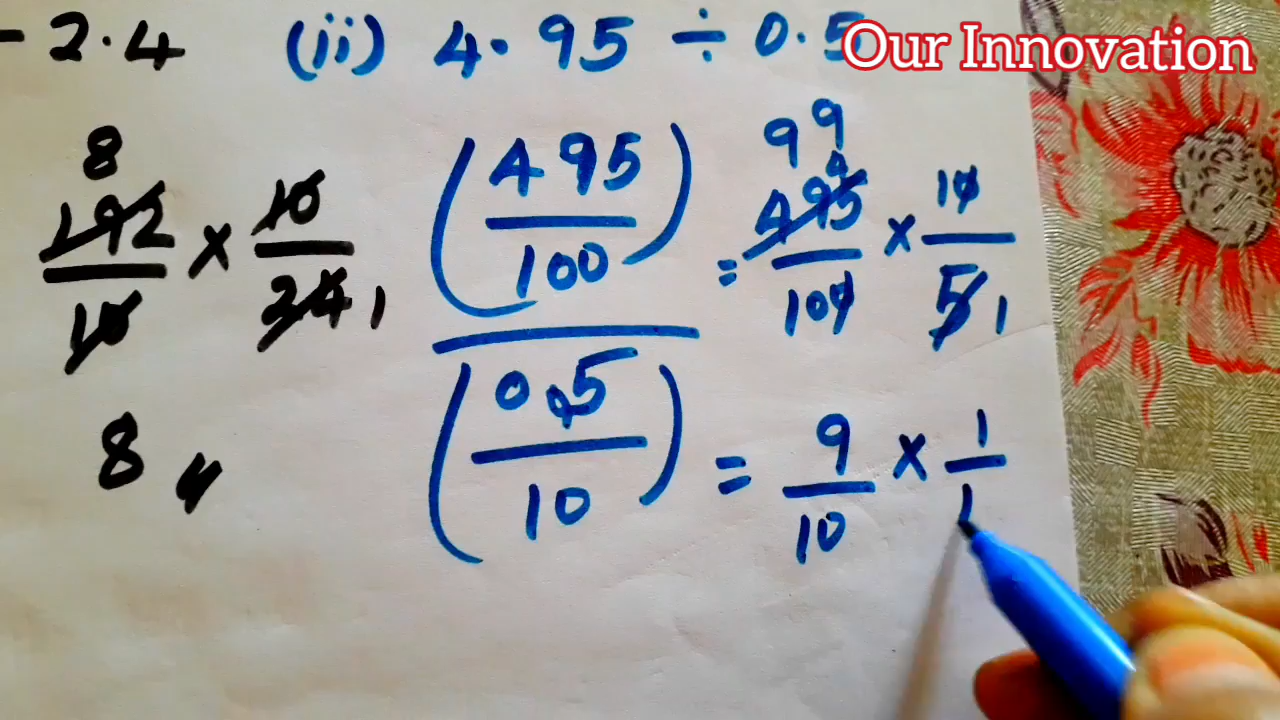 - 2.4 (ii) 4.95 ÷ 0.5
Our Innovation
8
192/10 × 10/24 1
8
(495/100)
(0.5/10)
= 99 4 495/100 × 10/5 1
= 9/10 × 1/1